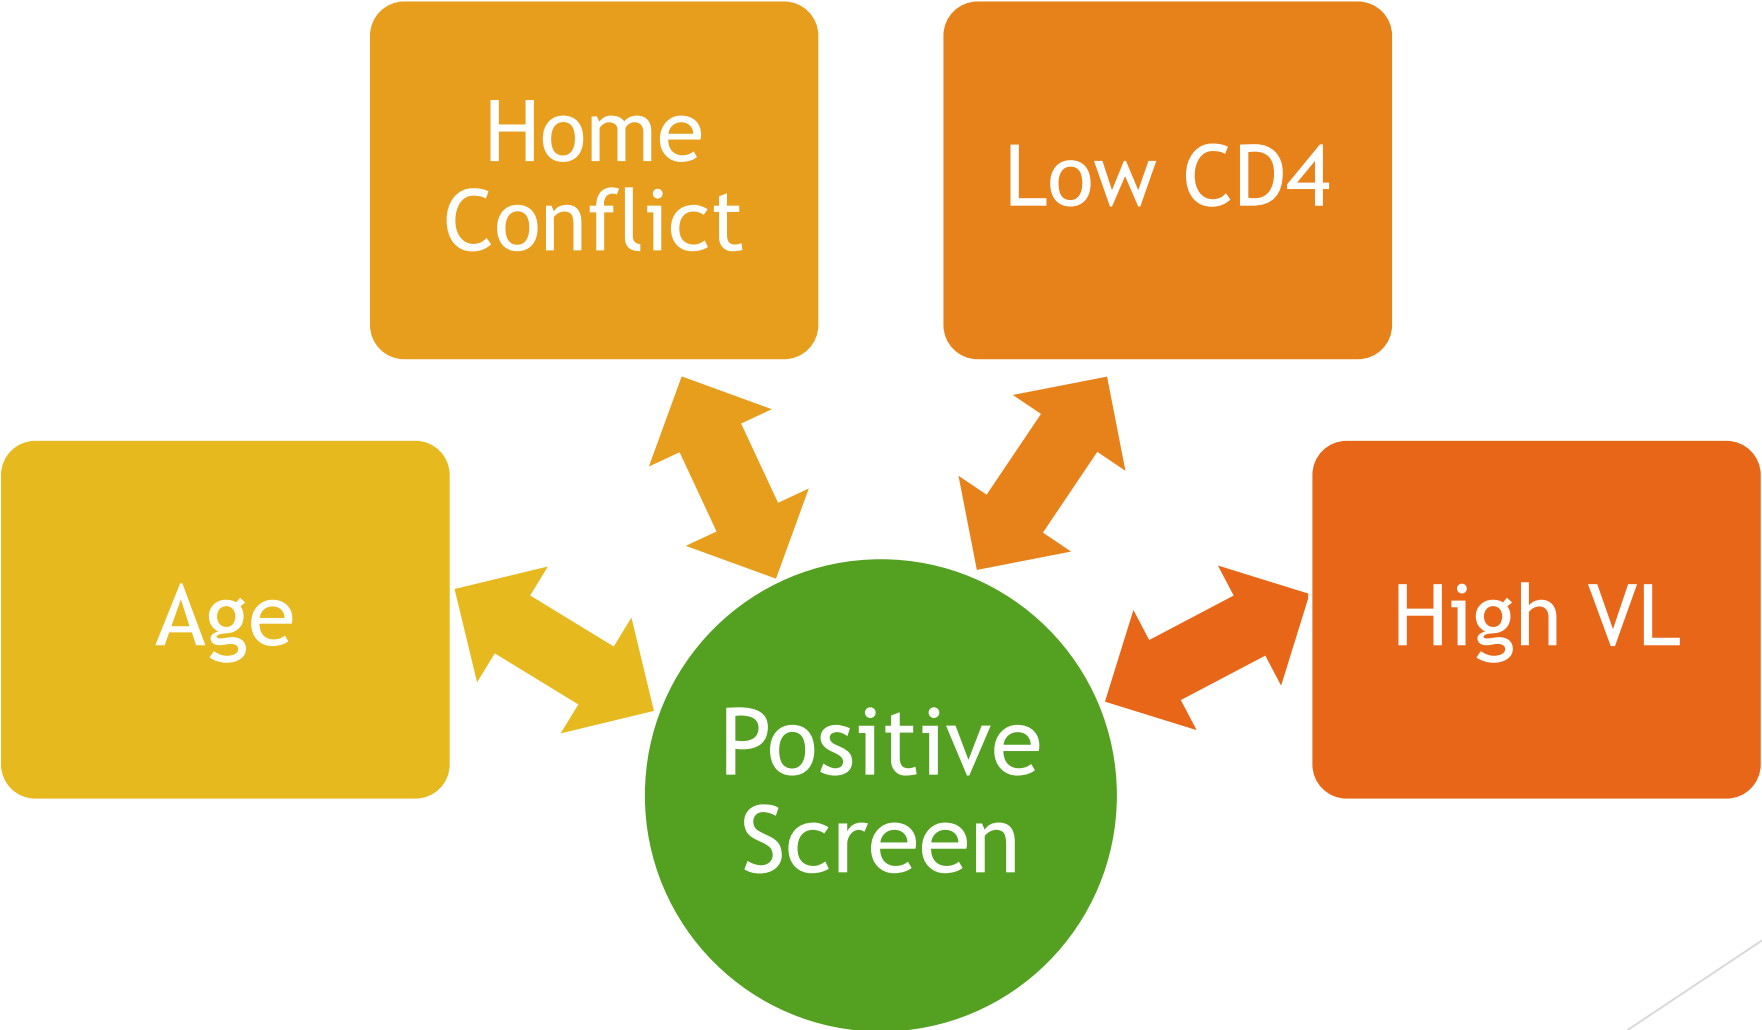 Home
Conflict
Low CD4
Age
High VL
Positive
Screen